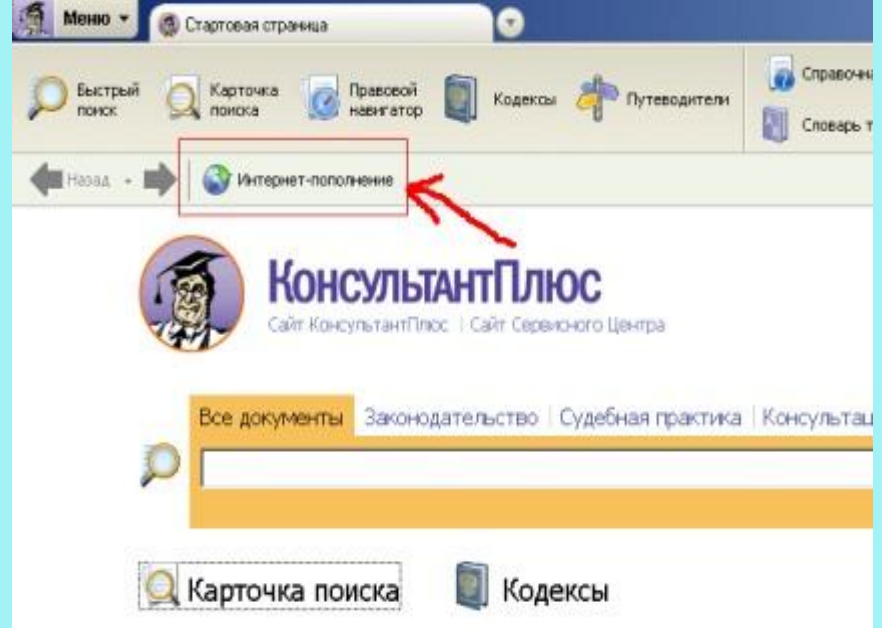 Меню
Стартовая страница
Быстрый
поиск
Карточка
поиска
Правовой
навигатор
Кодексы
Путеводители
Справочна
Словарь т
Назад
Интернет-пополнение
КонсультантПлюс
Сайт КонсультантПлюс | Сайт Сервисного Центра
Все документы Законодательство | Судебная практика | Консультац
Карточка поиска Кодексы